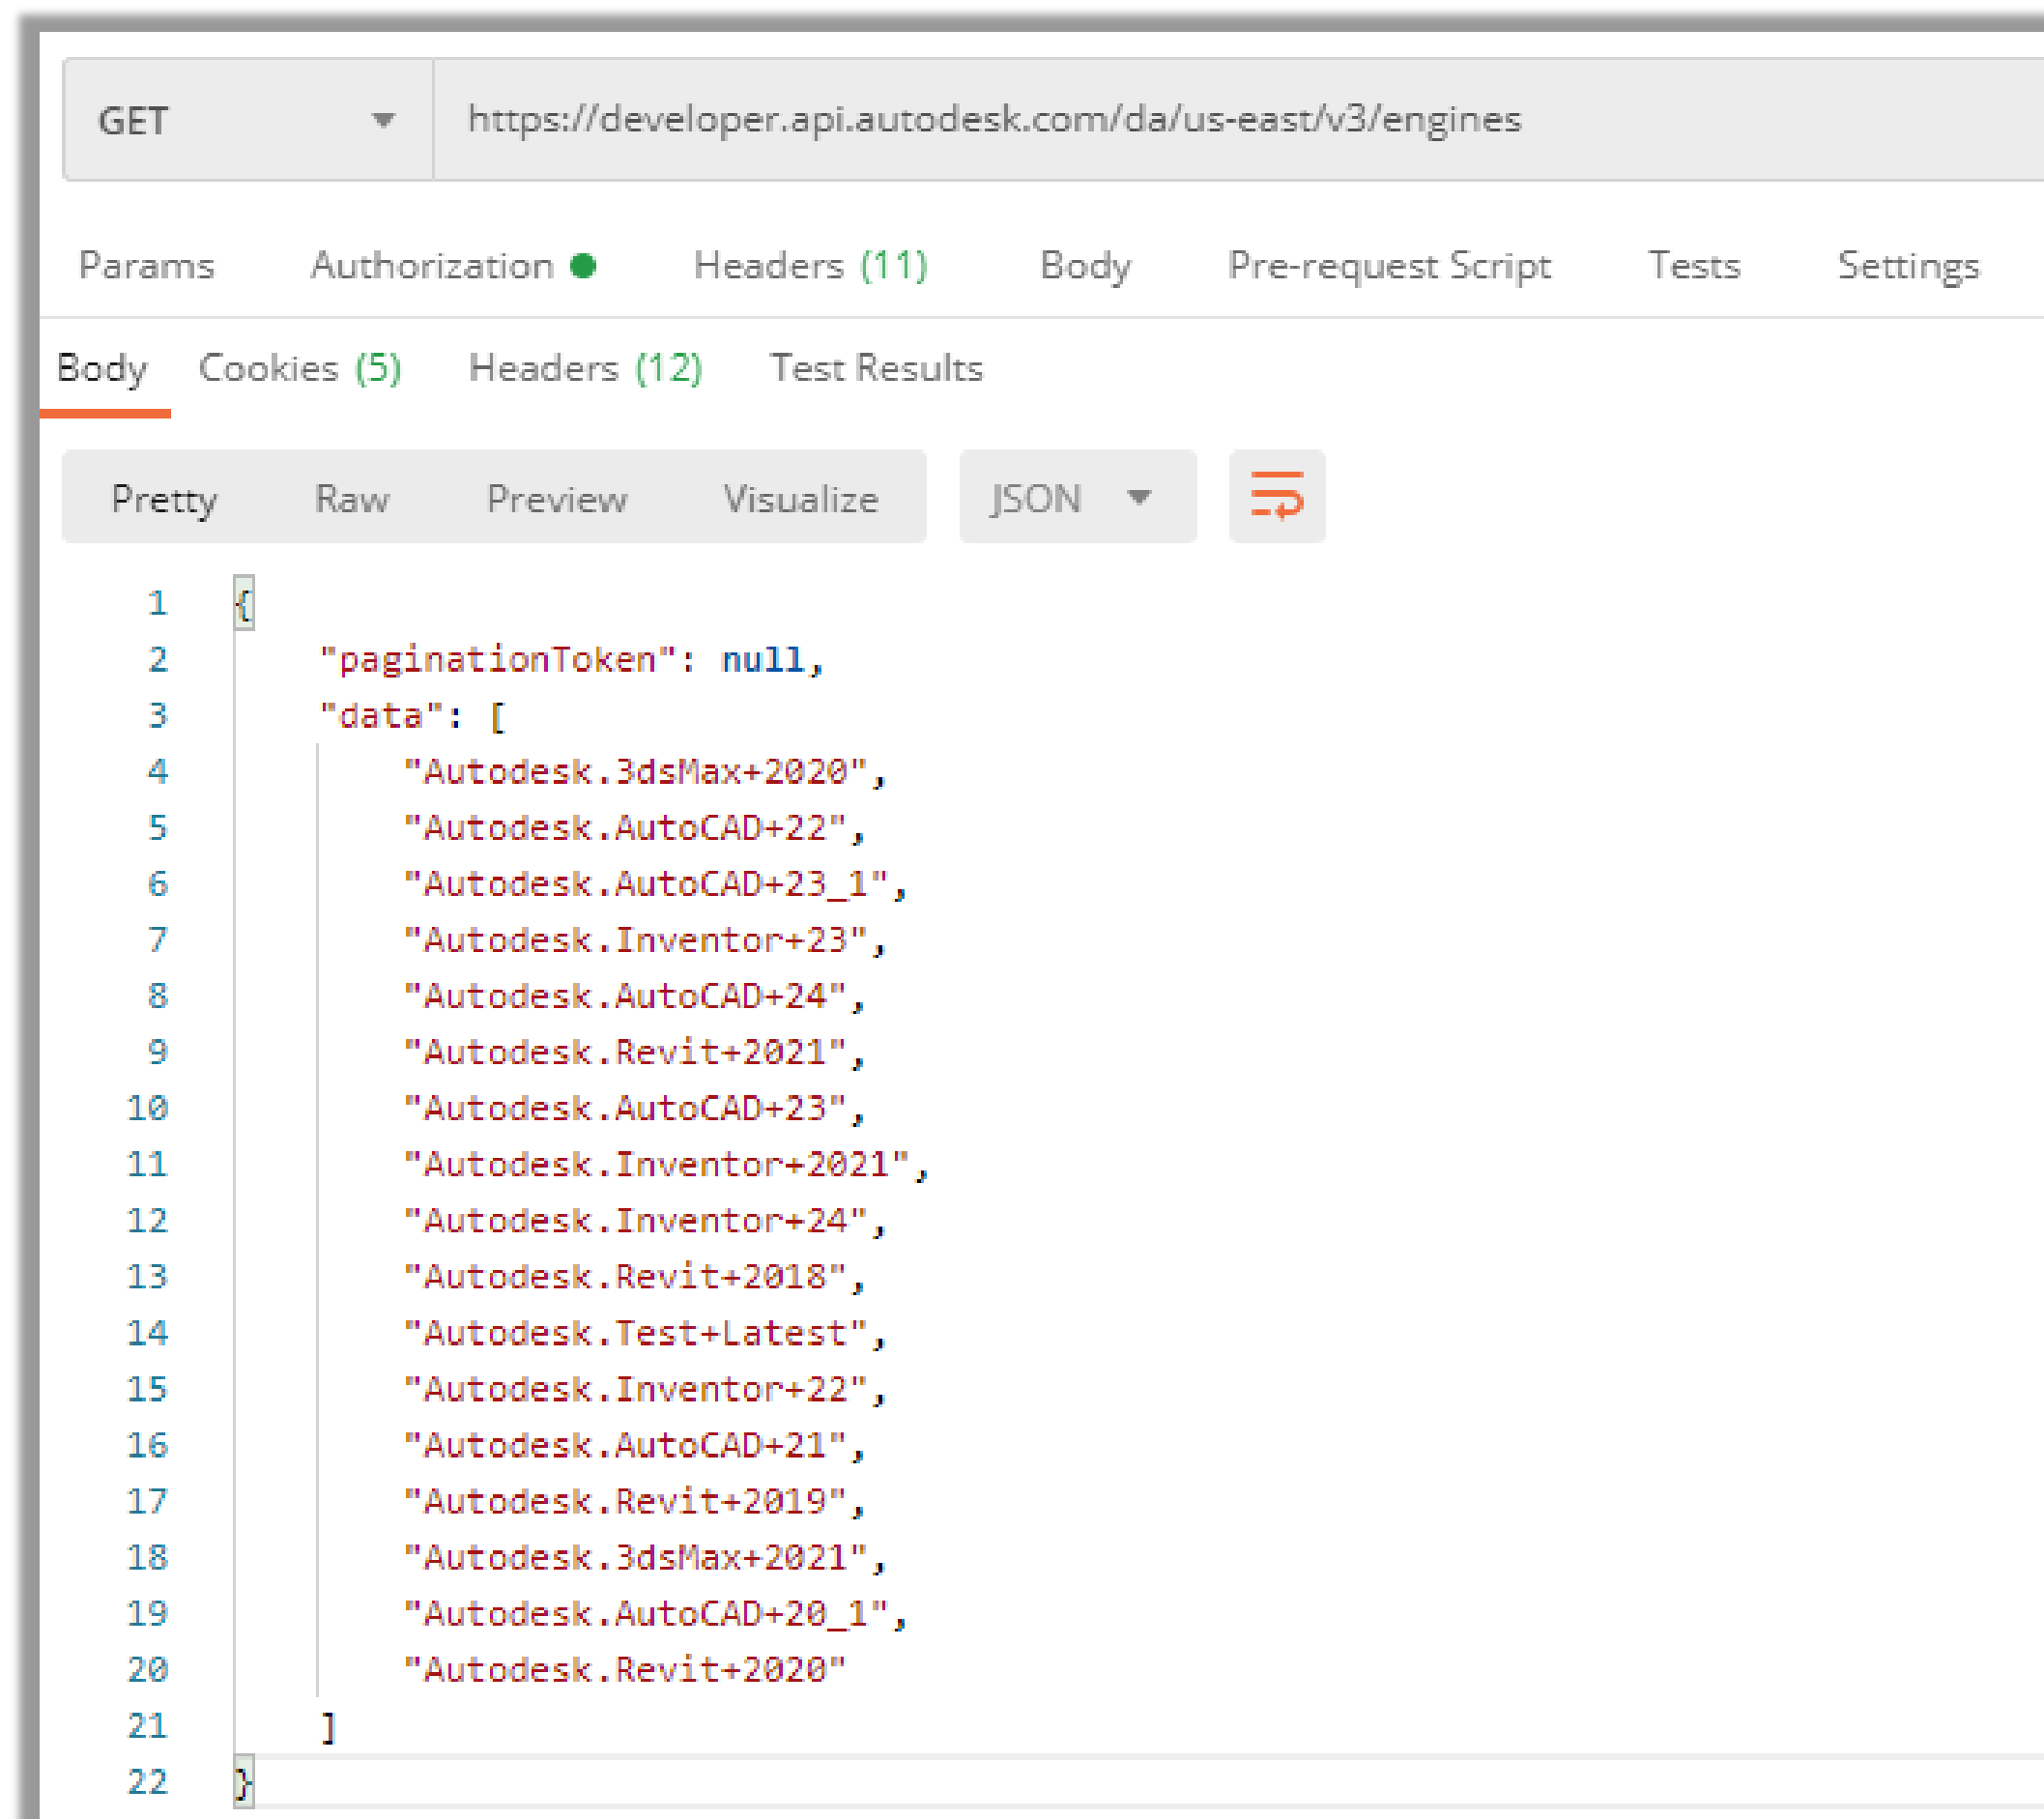 GET https://developer.api.autodesk.com/da/us-east/v3/engines
Params Authorization Headers (11) Body Pre-request Script Tests Settings
Body Cookies (5) Headers (12) Test Results
Pretty Raw Preview Visualize JSON
1 {
2 "paginationToken": null,
3 "data": [
4 "Autodesk.3dsMax+2020",
5 "Autodesk.AutoCAD+22",
6 "Autodesk.AutoCAD+23_1",
7 "Autodesk.Inventor+23",
8 "Autodesk.AutoCAD+24",
9 "Autodesk.Revit+2021",
10 "Autodesk.AutoCAD+23",
11 "Autodesk.Inventor+2021",
12 "Autodesk.Inventor+24",
13 "Autodesk.Revit+2018",
14 "Autodesk.Test+Latest",
15 "Autodesk.Inventor+22",
16 "Autodesk.AutoCAD+21",
17 "Autodesk.Revit+2019",
18 "Autodesk.3dsMax+2021",
19 "Autodesk.AutoCAD+20_1",
20 "Autodesk.Revit+2020"
21 ]
22 }